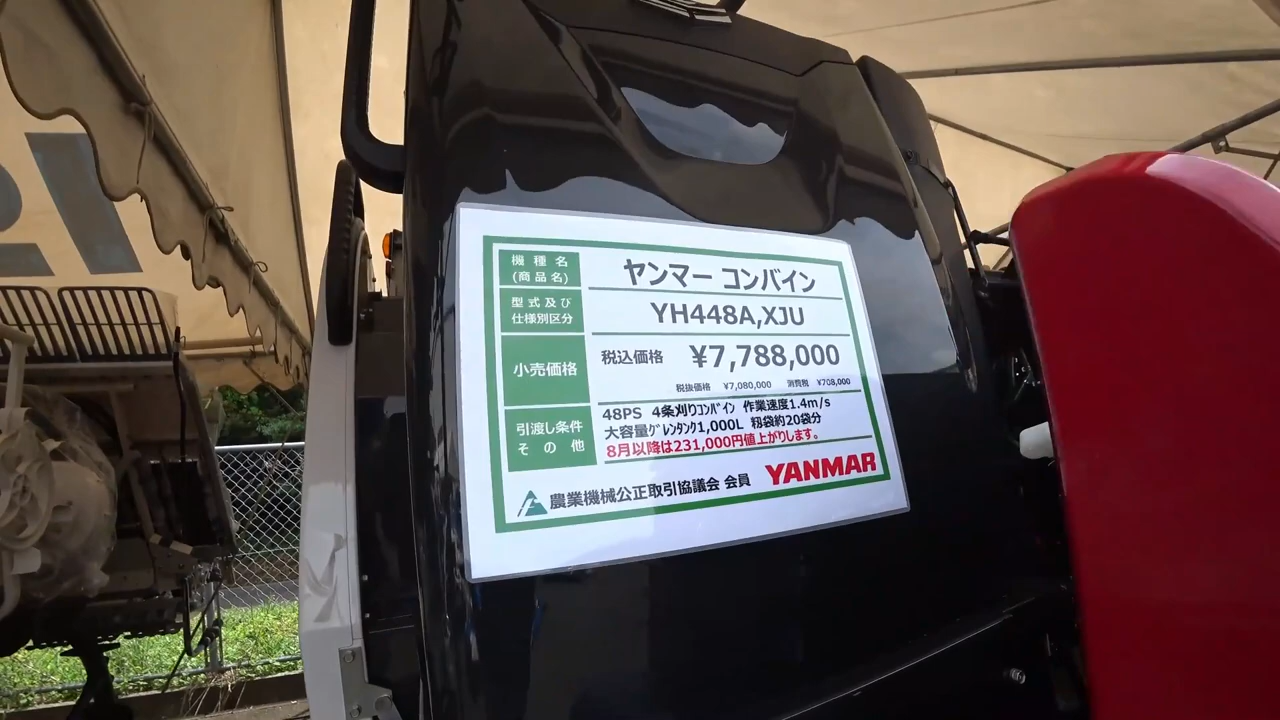 機種名
(商品名)
ヤンマー コンバイン
型式及び
仕様別区分
YH448A,XJU
小売価格
税込価格 ¥7,788,000
税抜価格 ¥7,080,000 消費税 ¥708,000
引渡し条件
その他
48PS 4条刈りコンバイン 作業速度1.4m/s
大容量グレンタンク1,000L 籾袋約20袋分
8月以降は231,000円値上がりします。
農業機械公正取引協議会 会員 YANMAR